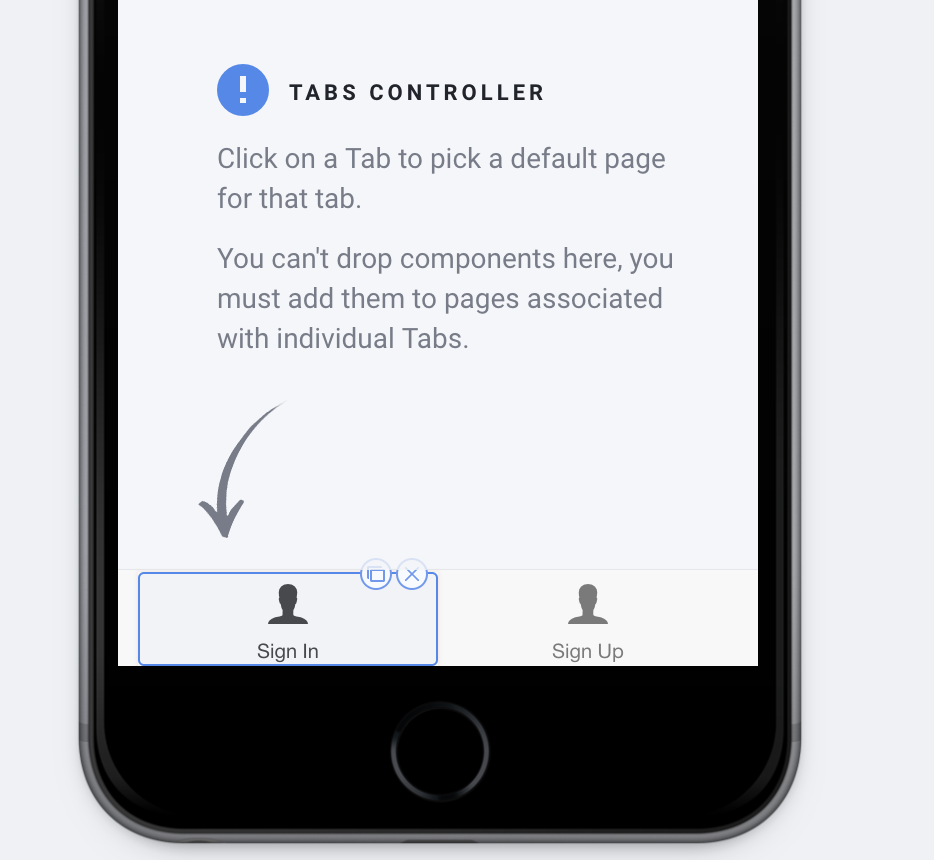 TABS CONTROLLER
Click on a Tab to pick a default page
for that tab.
You can't drop components here, you
must add them to pages associated
with individual Tabs.
Sign In
Sign Up